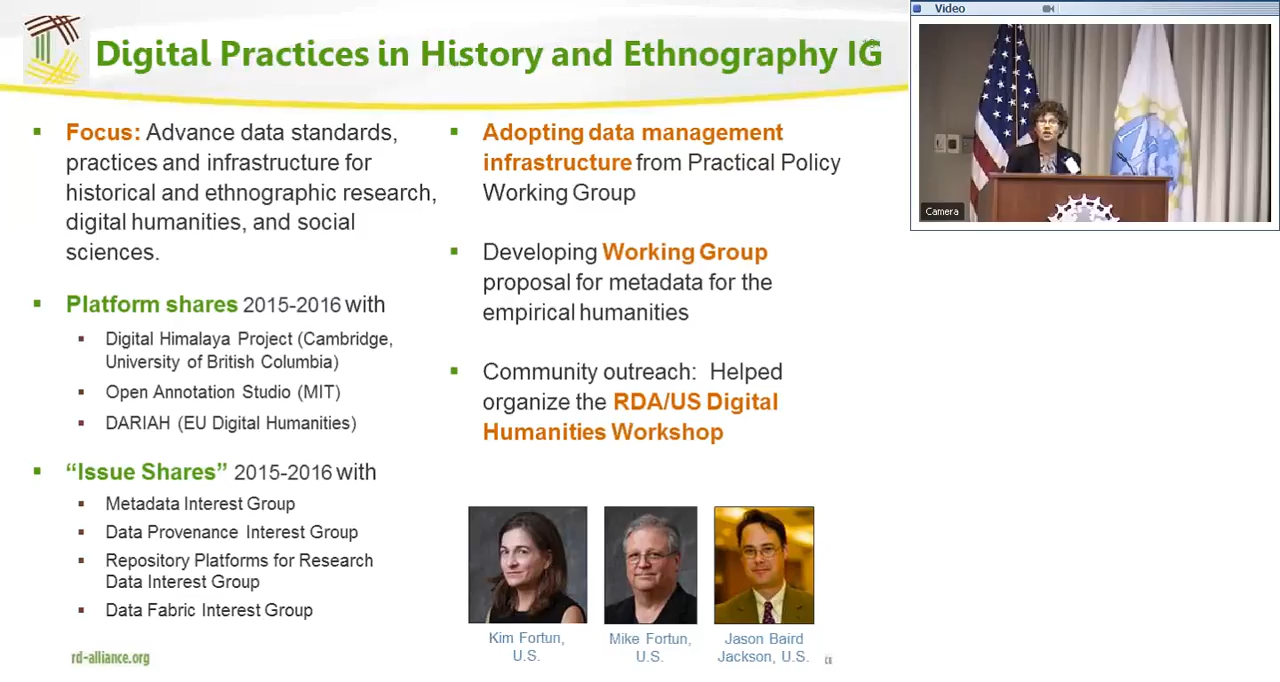 Digital Practices in History and Ethnography IG
Focus: Advance data standards,
practices and infrastructure for
historical and ethnographic research,
digital humanities, and social
sciences.
Platform shares 2015-2016 with
Digital Himalaya Project (Cambridge,
University of British Columbia)
Open Annotation Studio (MIT)
DARIAH (EU Digital Humanities)
“Issue Shares” 2015-2016 with
Metadata Interest Group
Data Provenance Interest Group
Repository Platforms for Research
Data Interest Group
Data Fabric Interest Group
rd-alliance.org
Adopting data management
infrastructure from Practical Policy
Working Group
Developing Working Group
proposal for metadata for the
empirical humanities
Community outreach: Helped
organize the RDA/US Digital
Humanities Workshop
Kim Fortun,
U.S.
Mike Fortun,
U.S.
Jason Baird
Jackson, U.S.
Video
Camera